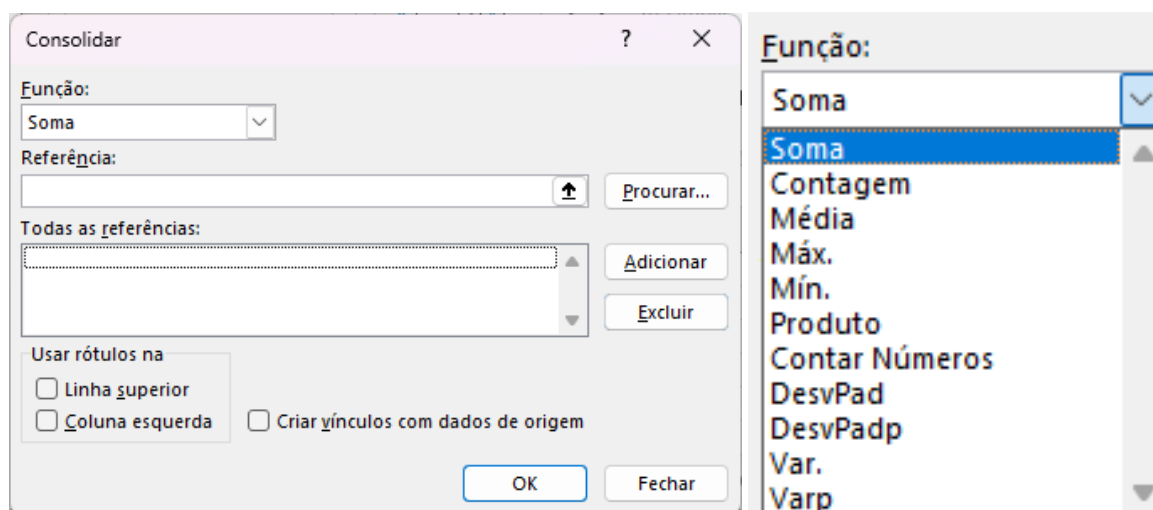 Consolidar
?
Função:
Soma
Referência:
Procurar...
Todas as referências:
Adicionar
Excluir
Usar rótulos na
Linha superior
Coluna esquerda
Criar vínculos com dados de origem
OK
Fechar
Função:
Soma
Soma
Contagem
Média
Máx.
Mín.
Produto
Contar Números
DesvPad
DesvPadp
Var.
Varp